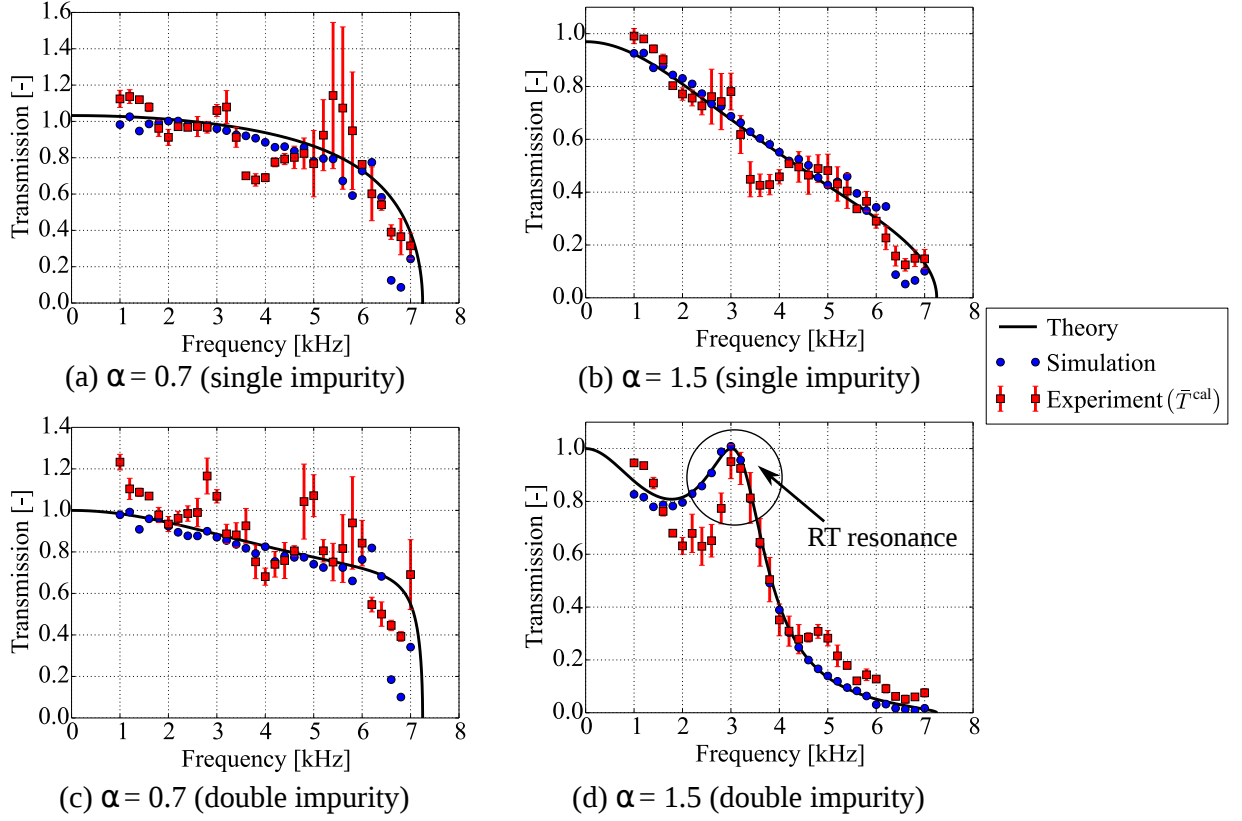 1.6
1.4
1.2
1.0
0.8
0.6
0.4
0.2
0.0
Transmission [-]
0 1 2 3 4 5 6 7 8
Frequency [kHz]
(a) α = 0.7 (single impurity)
1.0
0.8
0.6
0.4
0.2
0.0
Transmission [-]
0 1 2 3 4 5 6 7 8
Frequency [kHz]
(b) α = 1.5 (single impurity)
Theory
Simulation
Experiment (T̄^cal)
1.4
1.2
1.0
0.8
0.6
0.4
0.2
0.0
Transmission [-]
0 1 2 3 4 5 6 7 8
Frequency [kHz]
(c) α = 0.7 (double impurity)
1.0
0.8
0.6
0.4
0.2
0.0
Transmission [-]
RT resonance
0 1 2 3 4 5 6 7 8
Frequency [kHz]
(d) α = 1.5 (double impurity)